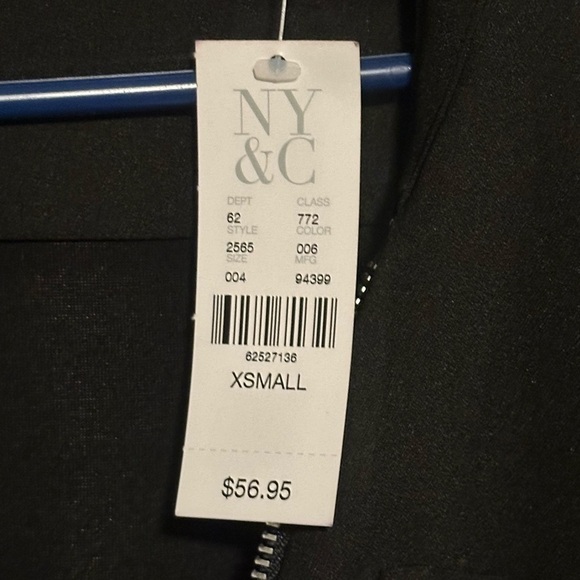 NY
&C
DEPT CLASS
62 772
STYLE COLOR
2565 006
SIZE MFG
004 94399
62527136
XSMALL
$56.95